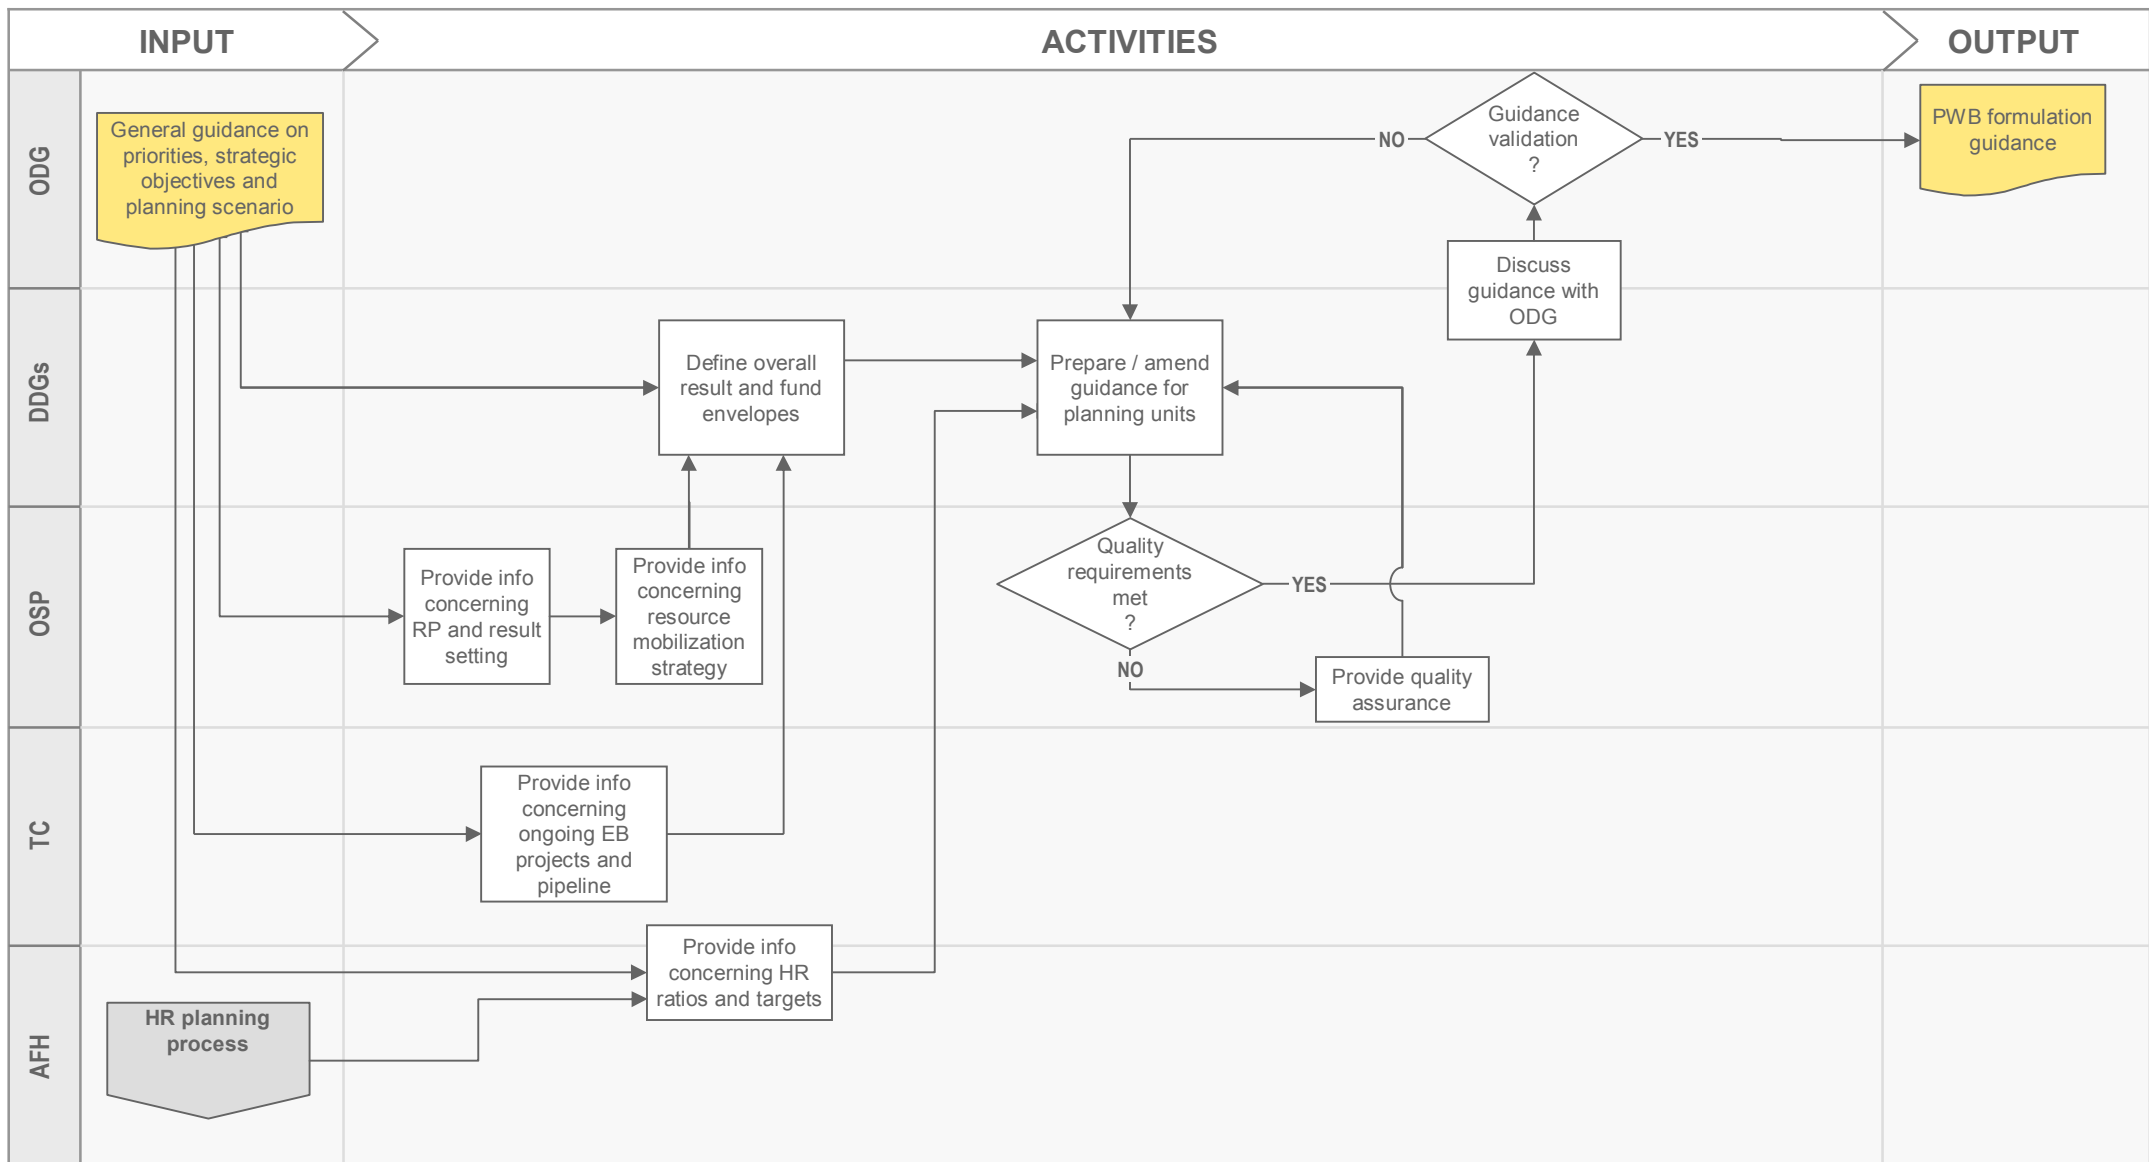 INPUT
ACTIVITIES
OUTPUT
ODG
General guidance on
priorities, strategic
objectives and
planning scenario
NO
Guidance
validation
?
YES
PWB formulation
guidance
Discuss
guidance with
ODG
DDGs
Define overall
result and fund
envelopes
Prepare / amend
guidance for
planning units
OSP
Provide info
concerning
RP and result
setting
Provide info
concerning
resource
mobilization
strategy
Quality
requirements
met
?
YES
NO
Provide quality
assurance
TC
Provide info
concerning
ongoing EB
projects and
pipeline
AFH
Provide info
concerning HR
ratios and targets
HR planning
process